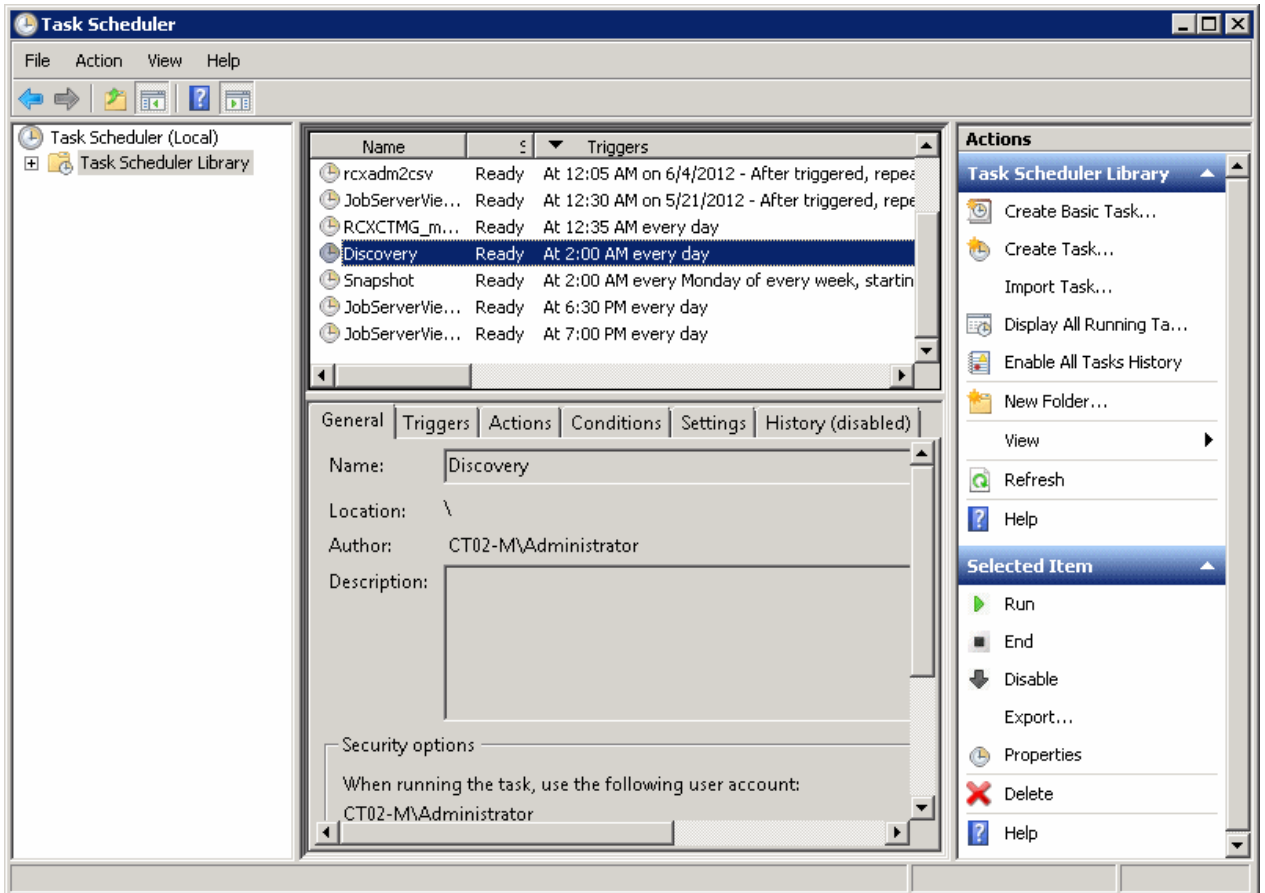 Task Scheduler
File Action View Help
Task Scheduler (Local)
Task Scheduler Library
Name S Triggers
rcxadm2csv Ready At 12:05 AM on 6/4/2012 - After triggered, repea
JobServerVie... Ready At 12:30 AM on 5/21/2012 - After triggered, repe
RCXCTMG_m... Ready At 12:35 AM every day
Discovery Ready At 2:00 AM every day
Snapshot Ready At 2:00 AM every Monday of every week, startin
JobServerVie... Ready At 6:30 PM every day
JobServerVie... Ready At 7:00 PM every day
General Triggers Actions Conditions Settings History (disabled)
Name: Discovery
Location: \
Author: CT02-M\Administrator
Description:
Security options
When running the task, use the following user account:
CT02-M\Administrator
Actions
Task Scheduler Library
Create Basic Task...
Create Task...
Import Task...
Display All Running Ta...
Enable All Tasks History
New Folder...
View
Refresh
Help
Selected Item
Run
End
Disable
Export...
Properties
Delete
Help